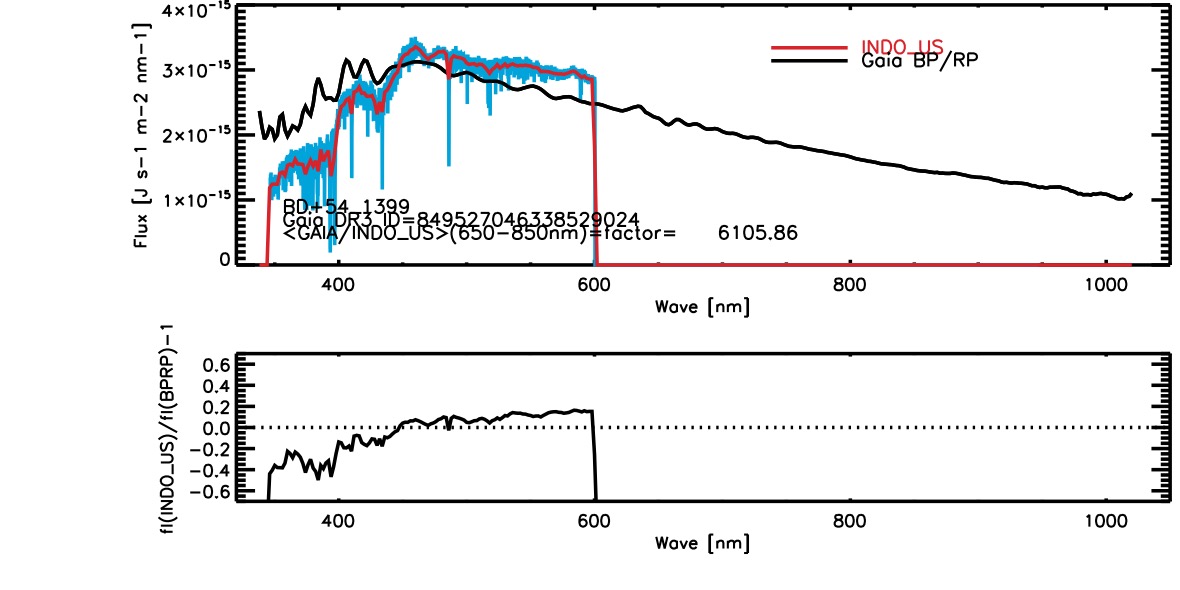 4×10−15
3×10−15
2×10−15
1×10−15
0
Flux [J s−1 m−2 nm−1]
INDO_US
Gaia BP/RP
BD+54_1399
Gaia DR3 ID=849527046338529024
<GAIA/INDO_US>(650−850nm)=factor= 6105.86
400 600 800 1000
Wave [nm]
fl(INDO_US)/fl(BPRP)−1
0.6
0.4
0.2
0.0
−0.2
−0.4
−0.6
400 600 800 1000
Wave [nm]